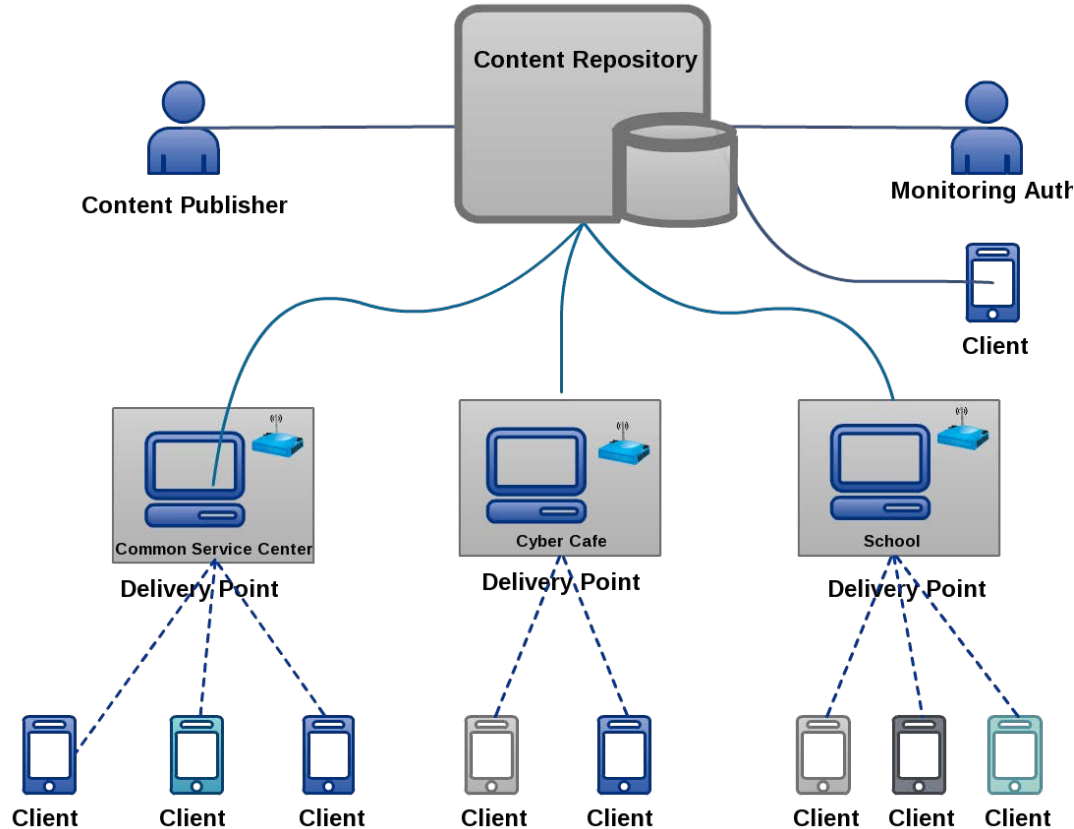 Content Repository
Content Publisher
Monitoring Auth
Client
Common Service Center
Cyber Cafe
School
Delivery Point
Delivery Point
Delivery Point
Client
Client
Client
Client
Client
Client
Client
Client